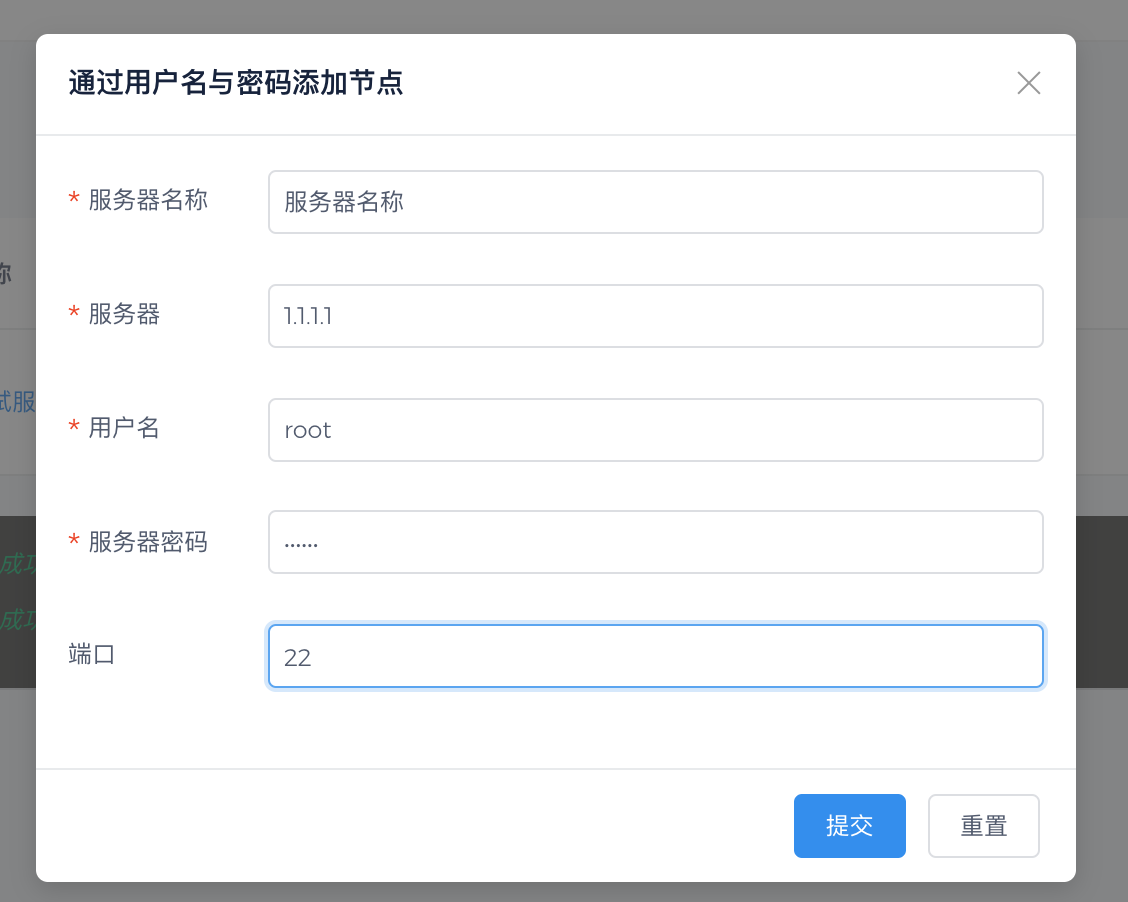 通过用户名与密码添加节点
* 服务器名称 服务器名称
称
* 服务器 1.1.1.1
试服
* 用户名 root
* 服务器密码 ••••••
成功
成功
端口 22
提交 重置